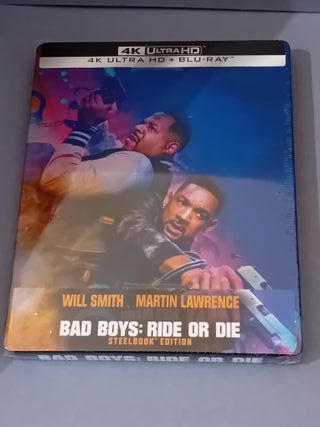 4K ULTRA HD
4K ULTRA HD + BLU-RAY™
WILL SMITH MARTIN LAWRENCE
BAD BOYS: RIDE OR DIE
STEELBOOK® EDITION
BAD BOYS: RIDE OR DIE